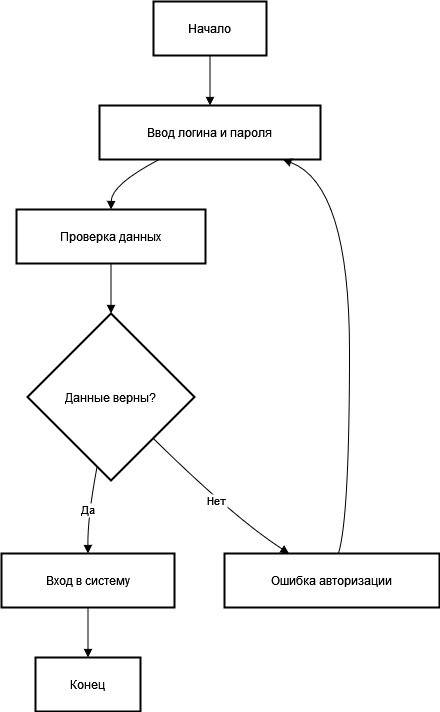 Начало
Ввод логина и пароля
Проверка данных
Данные верны?
Да
Нет
Вход в систему
Ошибка авторизации
Конец